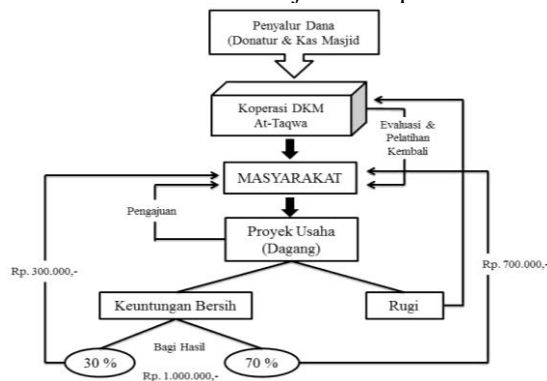 Penyalur Dana
(Donatur & Kas Masjid
Koperasi DKM
At-Taqwa
Evaluasi &
Pelatihan
Kembali
MASYARAKAT
Pengajuan
Proyek Usaha
(Dagang)
Rp. 300.000,-
Rp. 700.000,-
Keuntungan Bersih
Rugi
Bagi Hasil
30 %
70 %
Rp. 1.000.000,-